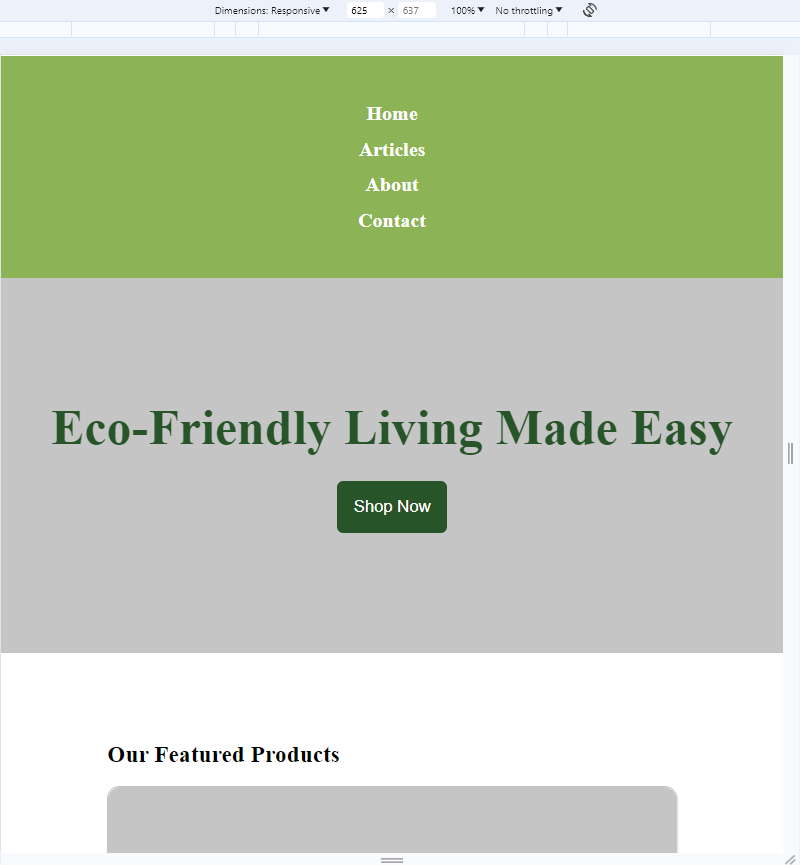 Dimensions: Responsive ▼ 625 × 637 100% ▼ No throttling ▼
Home
Articles
About
Contact
Eco-Friendly Living Made Easy
Shop Now
Our Featured Products